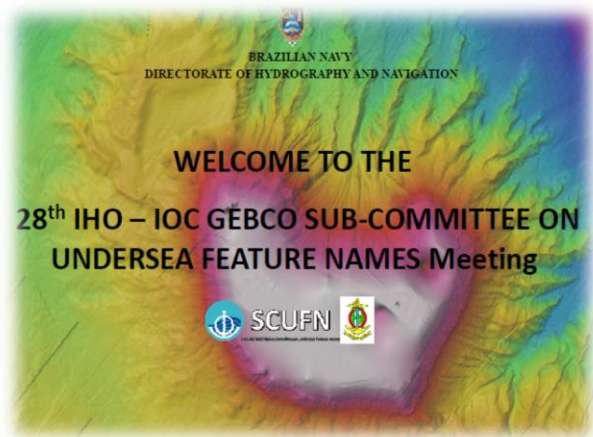 BRAZILIAN NAVY
DIRECTORATE OF HYDROGRAPHY AND NAVIGATION
WELCOME TO THE
28th IHO – IOC GEBCO SUB-COMMITTEE ON
UNDERSEA FEATURE NAMES Meeting
SCUFN